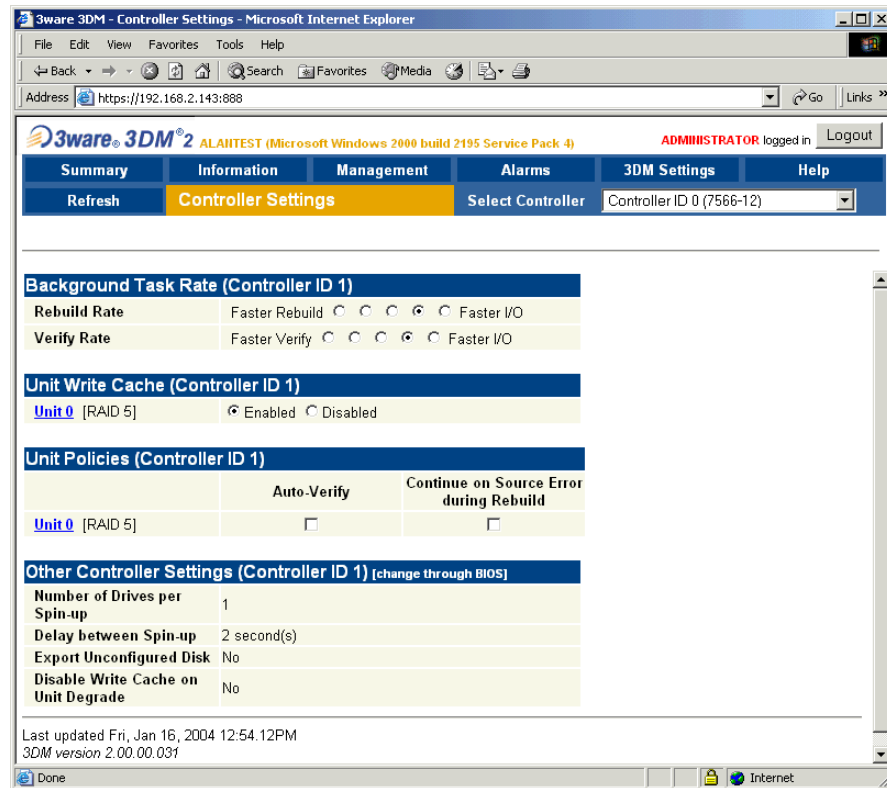 3ware 3DM - Controller Settings - Microsoft Internet Explorer
File Edit View Favorites Tools Help
Back Search Favorites Media
Address https://192.168.2.143:888 Go Links »
3ware® 3DM®2 ALANTEST (Microsoft Windows 2000 build 2195 Service Pack 4) ADMINISTRATOR logged in Logout
Summary Information Management Alarms 3DM Settings Help
Refresh Controller Settings Select Controller Controller ID 0 (7566-12)
Background Task Rate (Controller ID 1)
Rebuild Rate Faster Rebuild Faster I/O
Verify Rate Faster Verify Faster I/O
Unit Write Cache (Controller ID 1)
Unit 0 [RAID 5] Enabled Disabled
Unit Policies (Controller ID 1)
Auto-Verify Continue on Source Error
during Rebuild
Unit 0 [RAID 5]
Other Controller Settings (Controller ID 1) [change through BIOS]
Number of Drives per
Spin-up 1
Delay between Spin-up 2 second(s)
Export Unconfigured Disk No
Disable Write Cache on
Unit Degrade No
Last updated Fri, Jan 16, 2004 12:54.12PM
3DM version 2.00.00.031
Done Internet